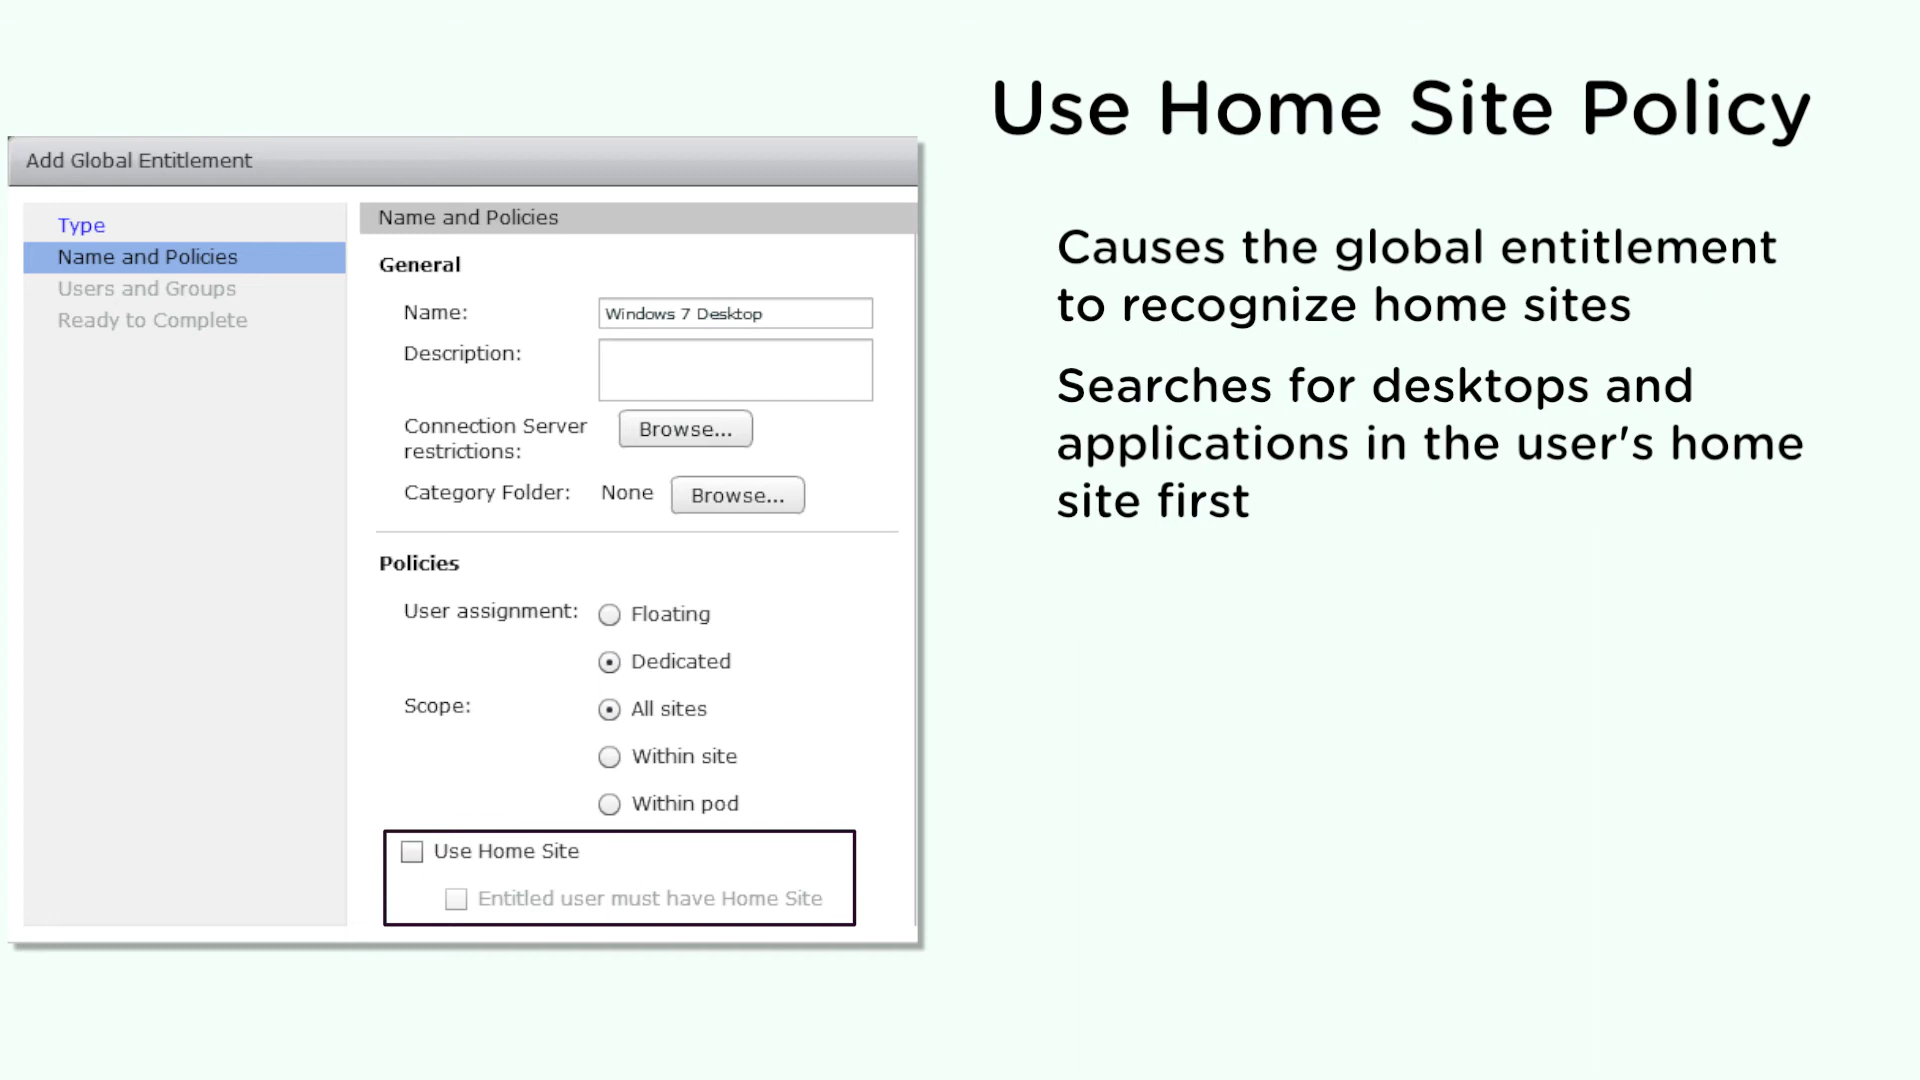 Use Home Site Policy
Add Global Entitlement
Type
Name and Policies
Users and Groups
Ready to Complete
Name and Policies
General
Name: Windows 7 Desktop
Description:
Connection Server
restrictions:
Browse...
Category Folder: None Browse...
Policies
User assignment: Floating
Dedicated
Scope: All sites
Within site
Within pod
Use Home Site
Entitled user must have Home Site
Causes the global entitlement
to recognize home sites
Searches for desktops and
applications in the user's home
site first